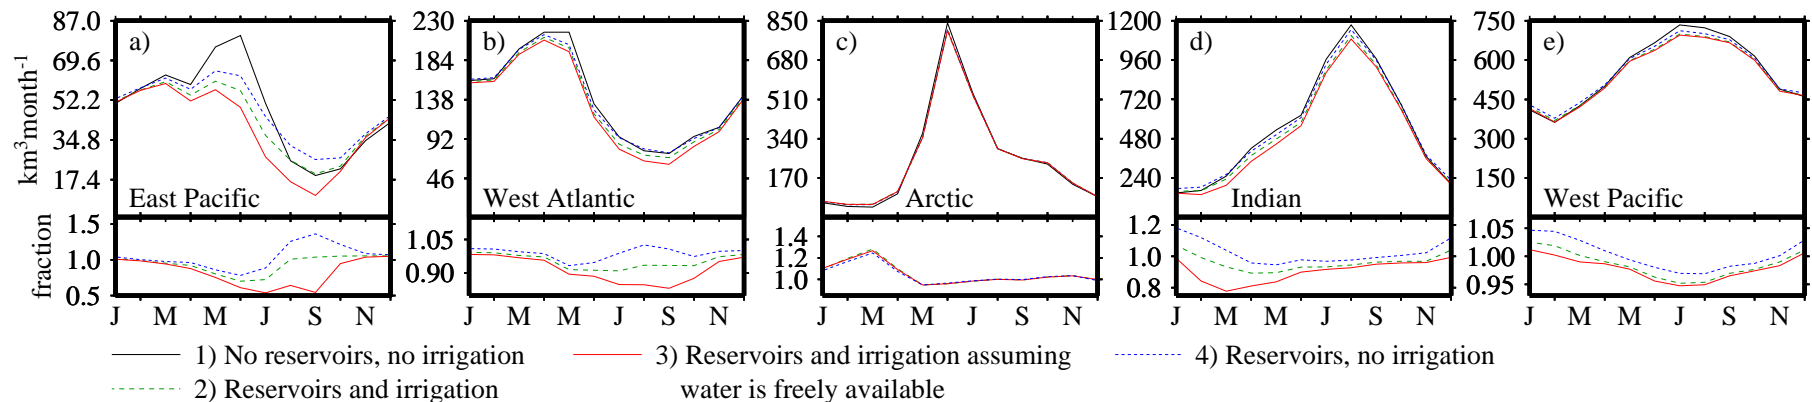 87.0
69.6
52.2
34.8
17.4
km³month⁻¹
a)
East Pacific
230
184
138
92
46
b)
West Atlantic
850
680
510
340
170
c)
Arctic
1200
960
720
480
240
d)
Indian
750
600
450
300
150
e)
West Pacific
fraction
1.5
1.0
0.5
J M M J S N
1.05
0.90
J M M J S N
1.4
1.2
1.0
J M M J S N
1.2
1.0
0.8
J M M J S N
1.05
1.00
0.95
J M M J S N
1) No reservoirs, no irrigation
2) Reservoirs and irrigation
3) Reservoirs and irrigation assuming
water is freely available
4) Reservoirs, no irrigation